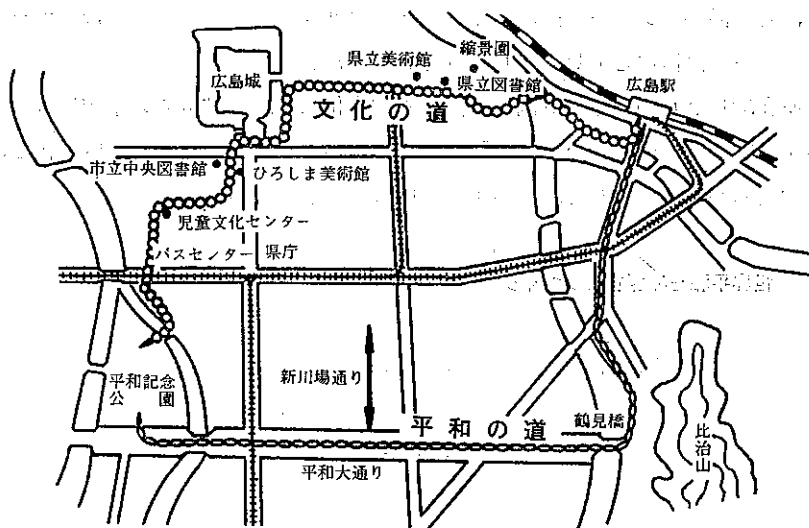 縮景園
県立美術館
県立図書館
広島駅
広島城
文化の道
市立中央図書館
ひろしま美術館
児童文化センター
バスセンター
県庁
新川場通り
平和記念
公園
平和の道
鶴見橋
平和大通り
比治山